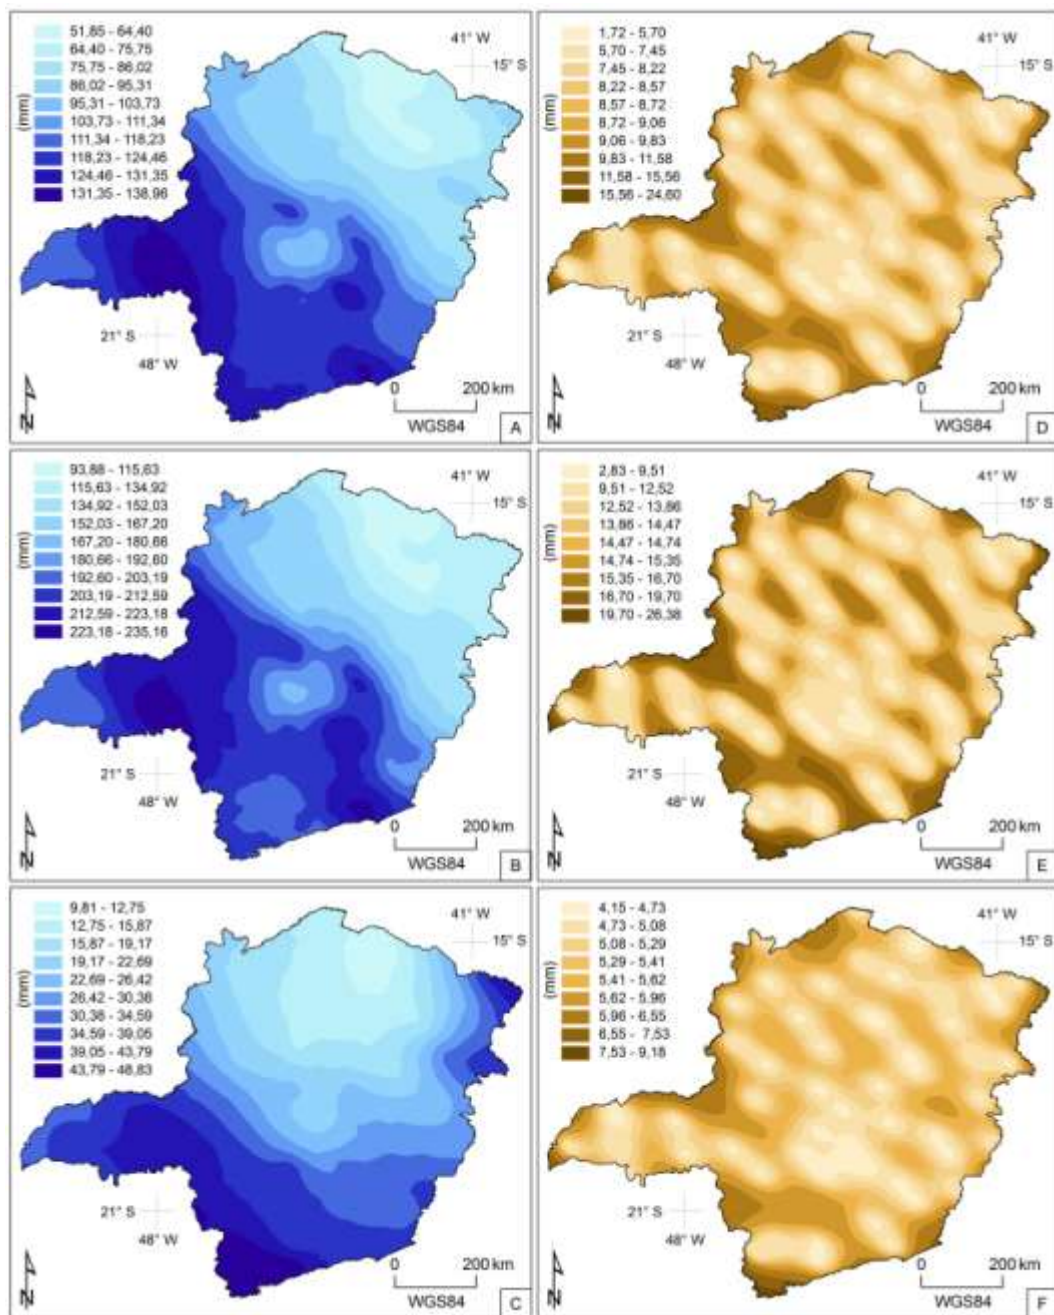 (mm)
51,85 - 64,40
64,40 - 75,75
75,75 - 86,02
86,02 - 95,31
95,31 - 103,73
103,73 - 111,34
111,34 - 118,23
118,23 - 124,46
124,46 - 131,35
131,35 - 138,96
41° W
15° S
21° S
48° W
N
0 200 km
WGS84
A
(mm)
1,72 - 5,70
5,70 - 7,45
7,45 - 8,22
8,22 - 8,57
8,57 - 8,72
8,72 - 9,06
9,06 - 9,83
9,83 - 11,58
11,58 - 15,56
15,56 - 24,60
41° W
15° S
21° S
48° W
N
0 200 km
WGS84
D
(mm)
93,88 - 115,63
115,63 - 134,92
134,92 - 152,03
152,03 - 167,20
167,20 - 180,66
180,66 - 192,60
192,60 - 203,19
203,19 - 212,59
212,59 - 223,18
223,18 - 235,16
41° W
15° S
21° S
48° W
N
0 200 km
WGS84
B
(mm)
2,83 - 9,51
9,51 - 12,52
12,52 - 13,86
13,86 - 14,47
14,47 - 14,74
14,74 - 15,35
15,35 - 16,70
16,70 - 19,70
19,70 - 26,38
41° W
15° S
21° S
48° W
N
0 200 km
WGS84
E
(mm)
9,81 - 12,75
12,75 - 15,87
15,87 - 19,17
19,17 - 22,69
22,69 - 26,42
26,42 - 30,38
30,38 - 34,59
34,59 - 39,05
39,05 - 43,79
43,79 - 48,83
41° W
15° S
21° S
48° W
N
0 200 km
WGS84
C
(mm)
4,15 - 4,73
4,73 - 5,08
5,08 - 5,29
5,29 - 5,41
5,41 - 5,62
5,62 - 5,96
5,96 - 6,55
6,55 - 7,53
7,53 - 9,18
41° W
15° S
21° S
48° W
N
0 200 km
WGS84
F